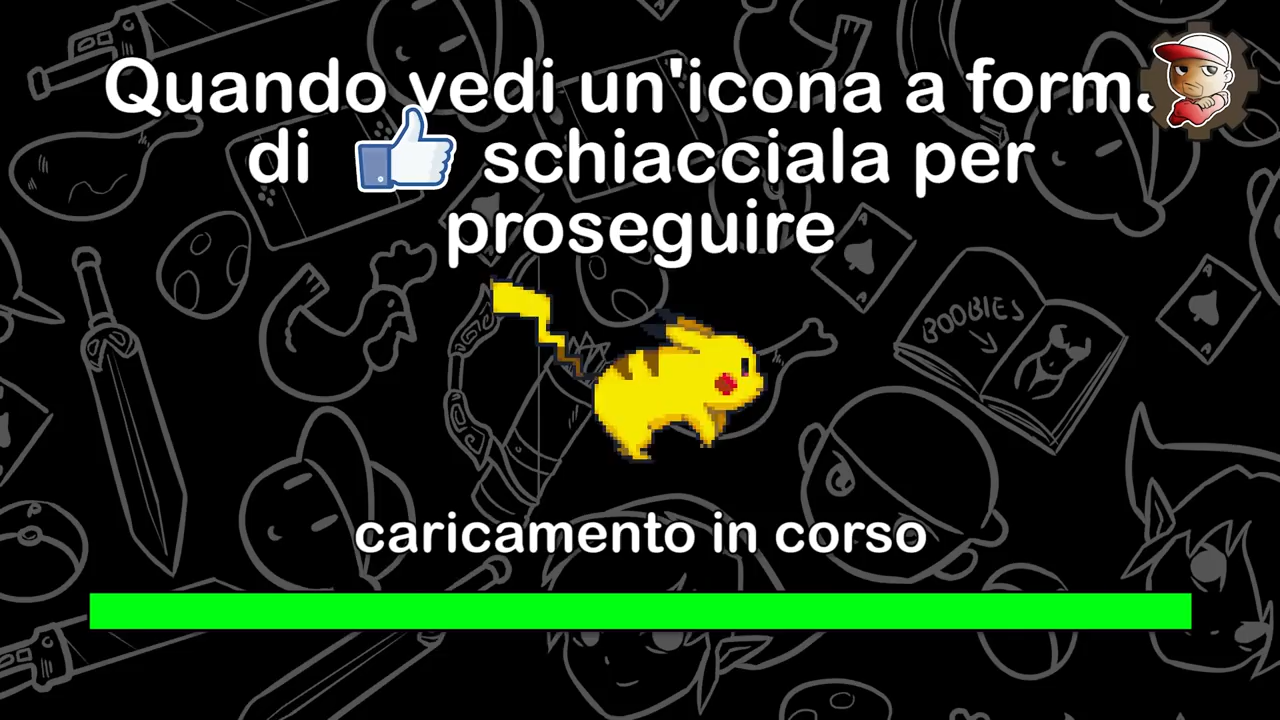 Quando vedi un'icona a forma
di schiacciala per
proseguire
BOOBIES
caricamento in corso